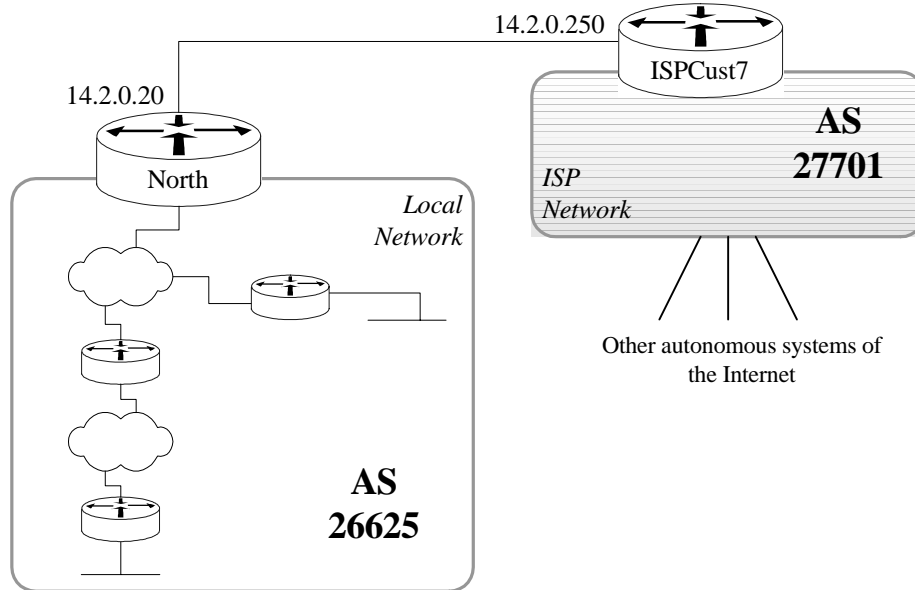 14.2.0.250
ISPCust7
14.2.0.20
AS
27701
North
ISP
Network
Local
Network
Other autonomous systems of
the Internet
AS
26625